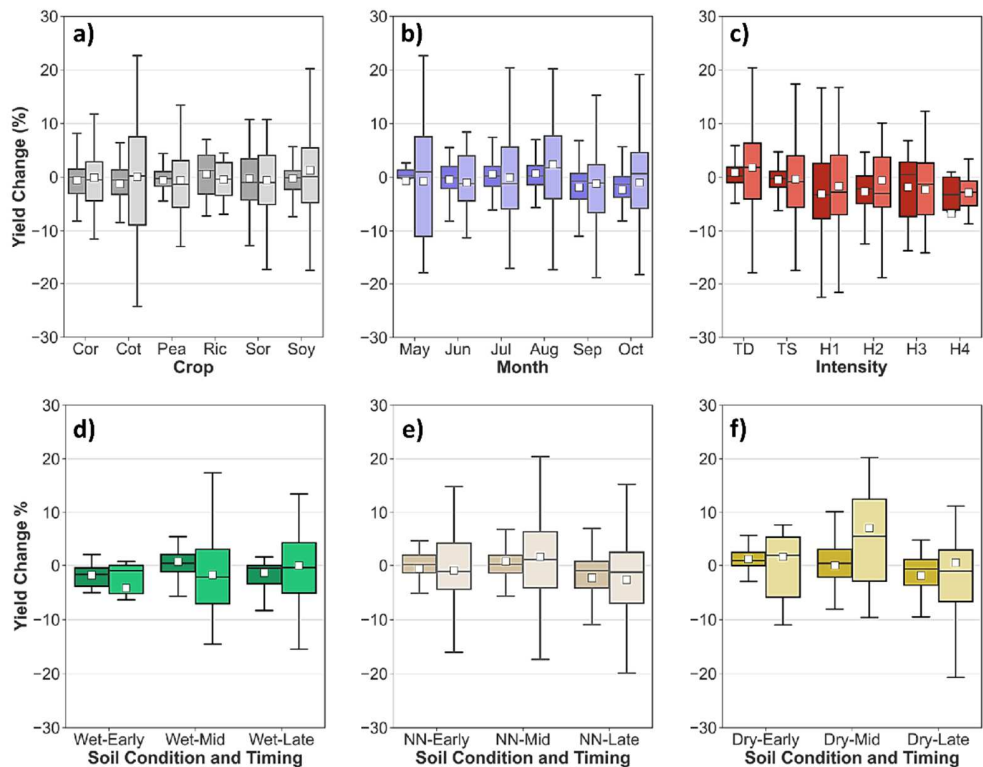 a)
30
20
10
0
−10
−20
−30
Yield Change (%)
Cor Cot Pea Ric Sor Soy
Crop
b)
30
20
10
0
−10
−20
−30
May Jun Jul Aug Sep Oct
Month
c)
30
20
10
0
−10
−20
−30
TD TS H1 H2 H3 H4
Intensity
d)
30
20
10
0
−10
−20
−30
Yield Change %
Wet-Early Wet-Mid Wet-Late
Soil Condition and Timing
e)
30
20
10
0
−10
−20
−30
NN-Early NN-Mid NN-Late
Soil Condition and Timing
f)
30
20
10
0
−10
−20
−30
Dry-Early Dry-Mid Dry-Late
Soil Condition and Timing